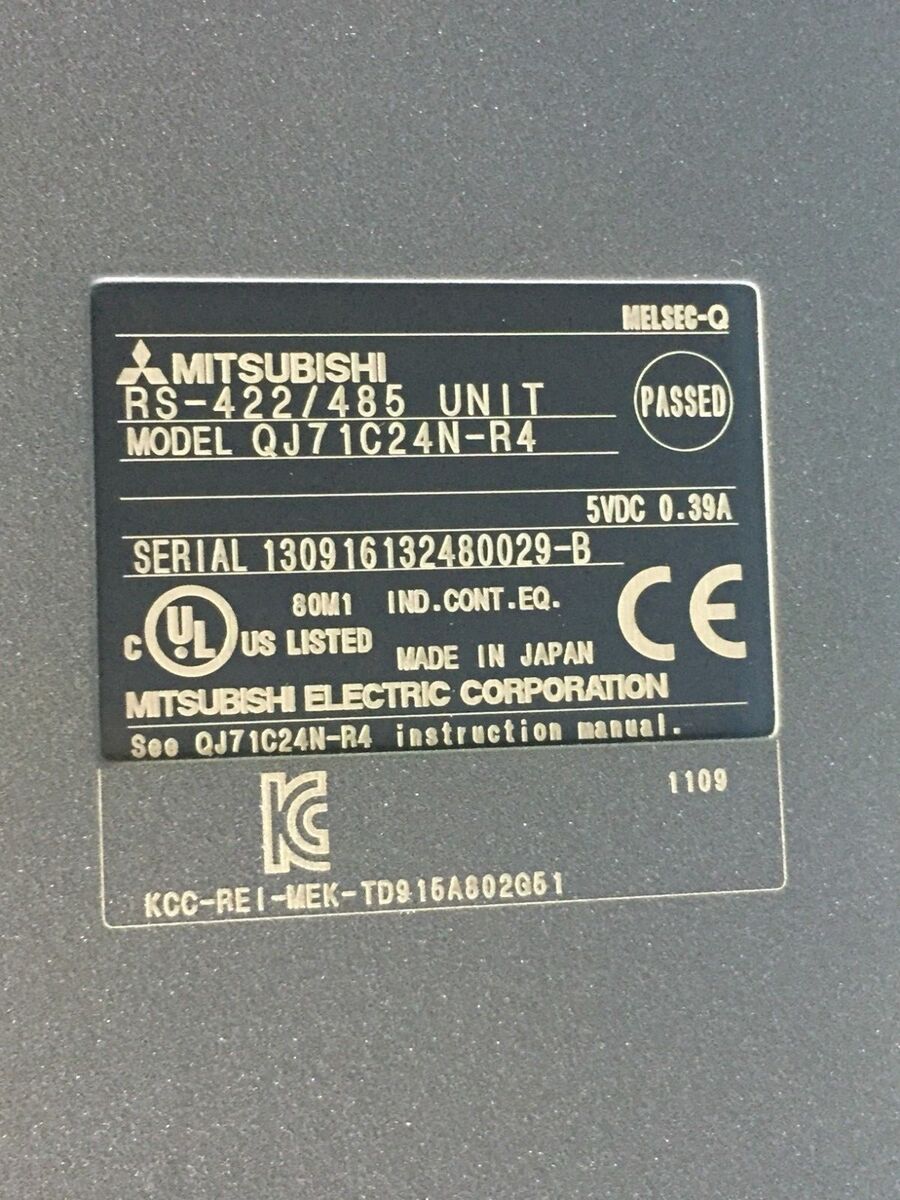 MELSEC-Q
MITSUBISHI
RS-422/485 UNIT
PASSED
MODEL QJ71C24N-R4
5VDC 0.39A
SERIAL 130916132480029-B
80M1 IND.CONT.EQ.
C UL US LISTED
CE
MADE IN JAPAN
MITSUBISHI ELECTRIC CORPORATION
See QJ71C24N-R4 instruction manual.
KC
1109
KCC-REI-MEK-TD915A802G51